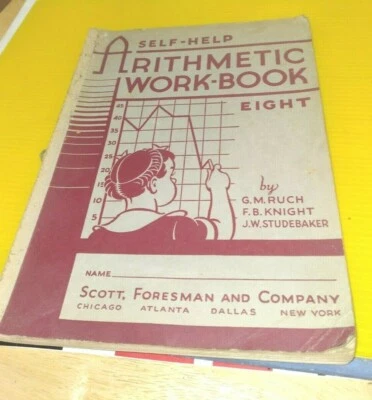 SELF-HELP
ARITHMETIC
WORK-BOOK
EIGHT
45
40
35
30
25
20
15
10
5
by
G.M. RUCH
F.B. KNIGHT
J.W. STUDEBAKER
NAME
SCOTT, FORESMAN AND COMPANY
CHICAGO ATLANTA DALLAS NEW YORK